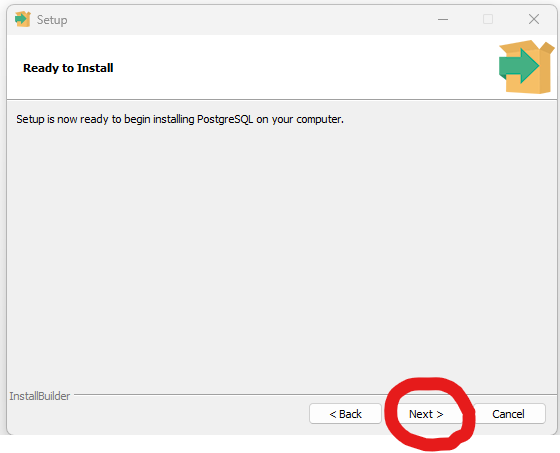 Setup
Ready to Install
Setup is now ready to begin installing PostgreSQL on your computer.
InstallBuilder
< Back
Next >
Cancel